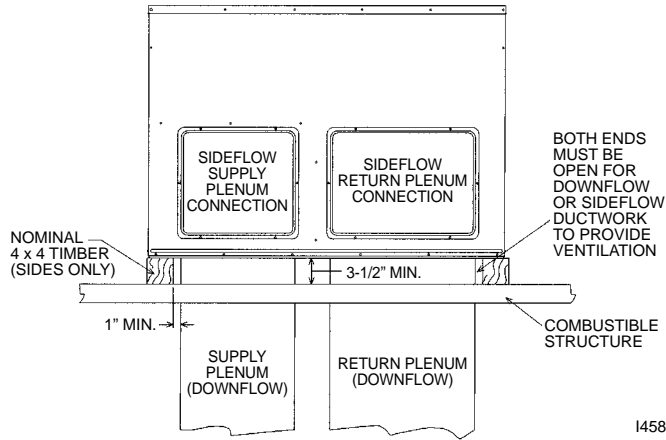 SIDEFLOW
SUPPLY
PLENUM
CONNECTION
SIDEFLOW
RETURN PLENUM
CONNECTION
BOTH ENDS
MUST BE
OPEN FOR
DOWNFLOW
OR SIDEFLOW
DUCTWORK
TO PROVIDE
VENTILATION
NOMINAL
4 x 4 TIMBER
(SIDES ONLY)
3-1/2” MIN.
1” MIN.
COMBUSTIBLE
STRUCTURE
SUPPLY
PLENUM
(DOWNFLOW)
RETURN PLENUM
(DOWNFLOW)
I458